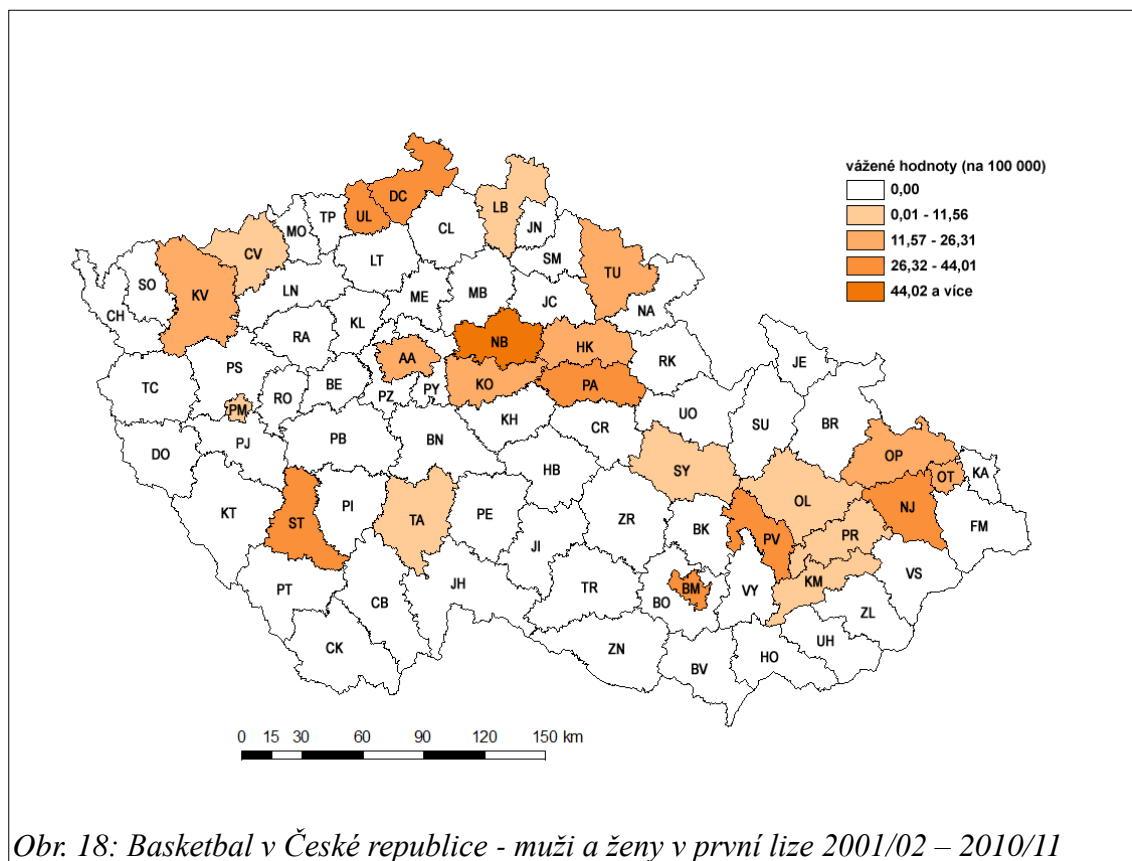 vážené hodnoty (na 100 000)
0,00
0,01 - 11,56
11,57 - 26,31
26,32 - 44,01
44,02 a více
DC
UL
TP
MO
LB
JN
CL
CV
SM
LT
TU
SO
KV
CH
LN
ME
MB
JC
NA
KL
RA
NB
HK
AA
RK
JE
PS
TC
RO
BE
PZ
PY
KO
PA
PM
UO
SU
BR
KH
CR
PB
BN
DO
PJ
HB
SY
OP
OT
KA
OL
KT
ST
PI
TA
PE
ZR
BK
PV
NJ
FM
PR
JI
KM
VS
PT
CB
JH
TR
BO
BM
VY
ZL
CK
ZN
UH
HO
BV
0 15 30 60 90 120 150 km
Obr. 18: Basketbal v České republice - muži a ženy v první lize 2001/02 – 2010/11